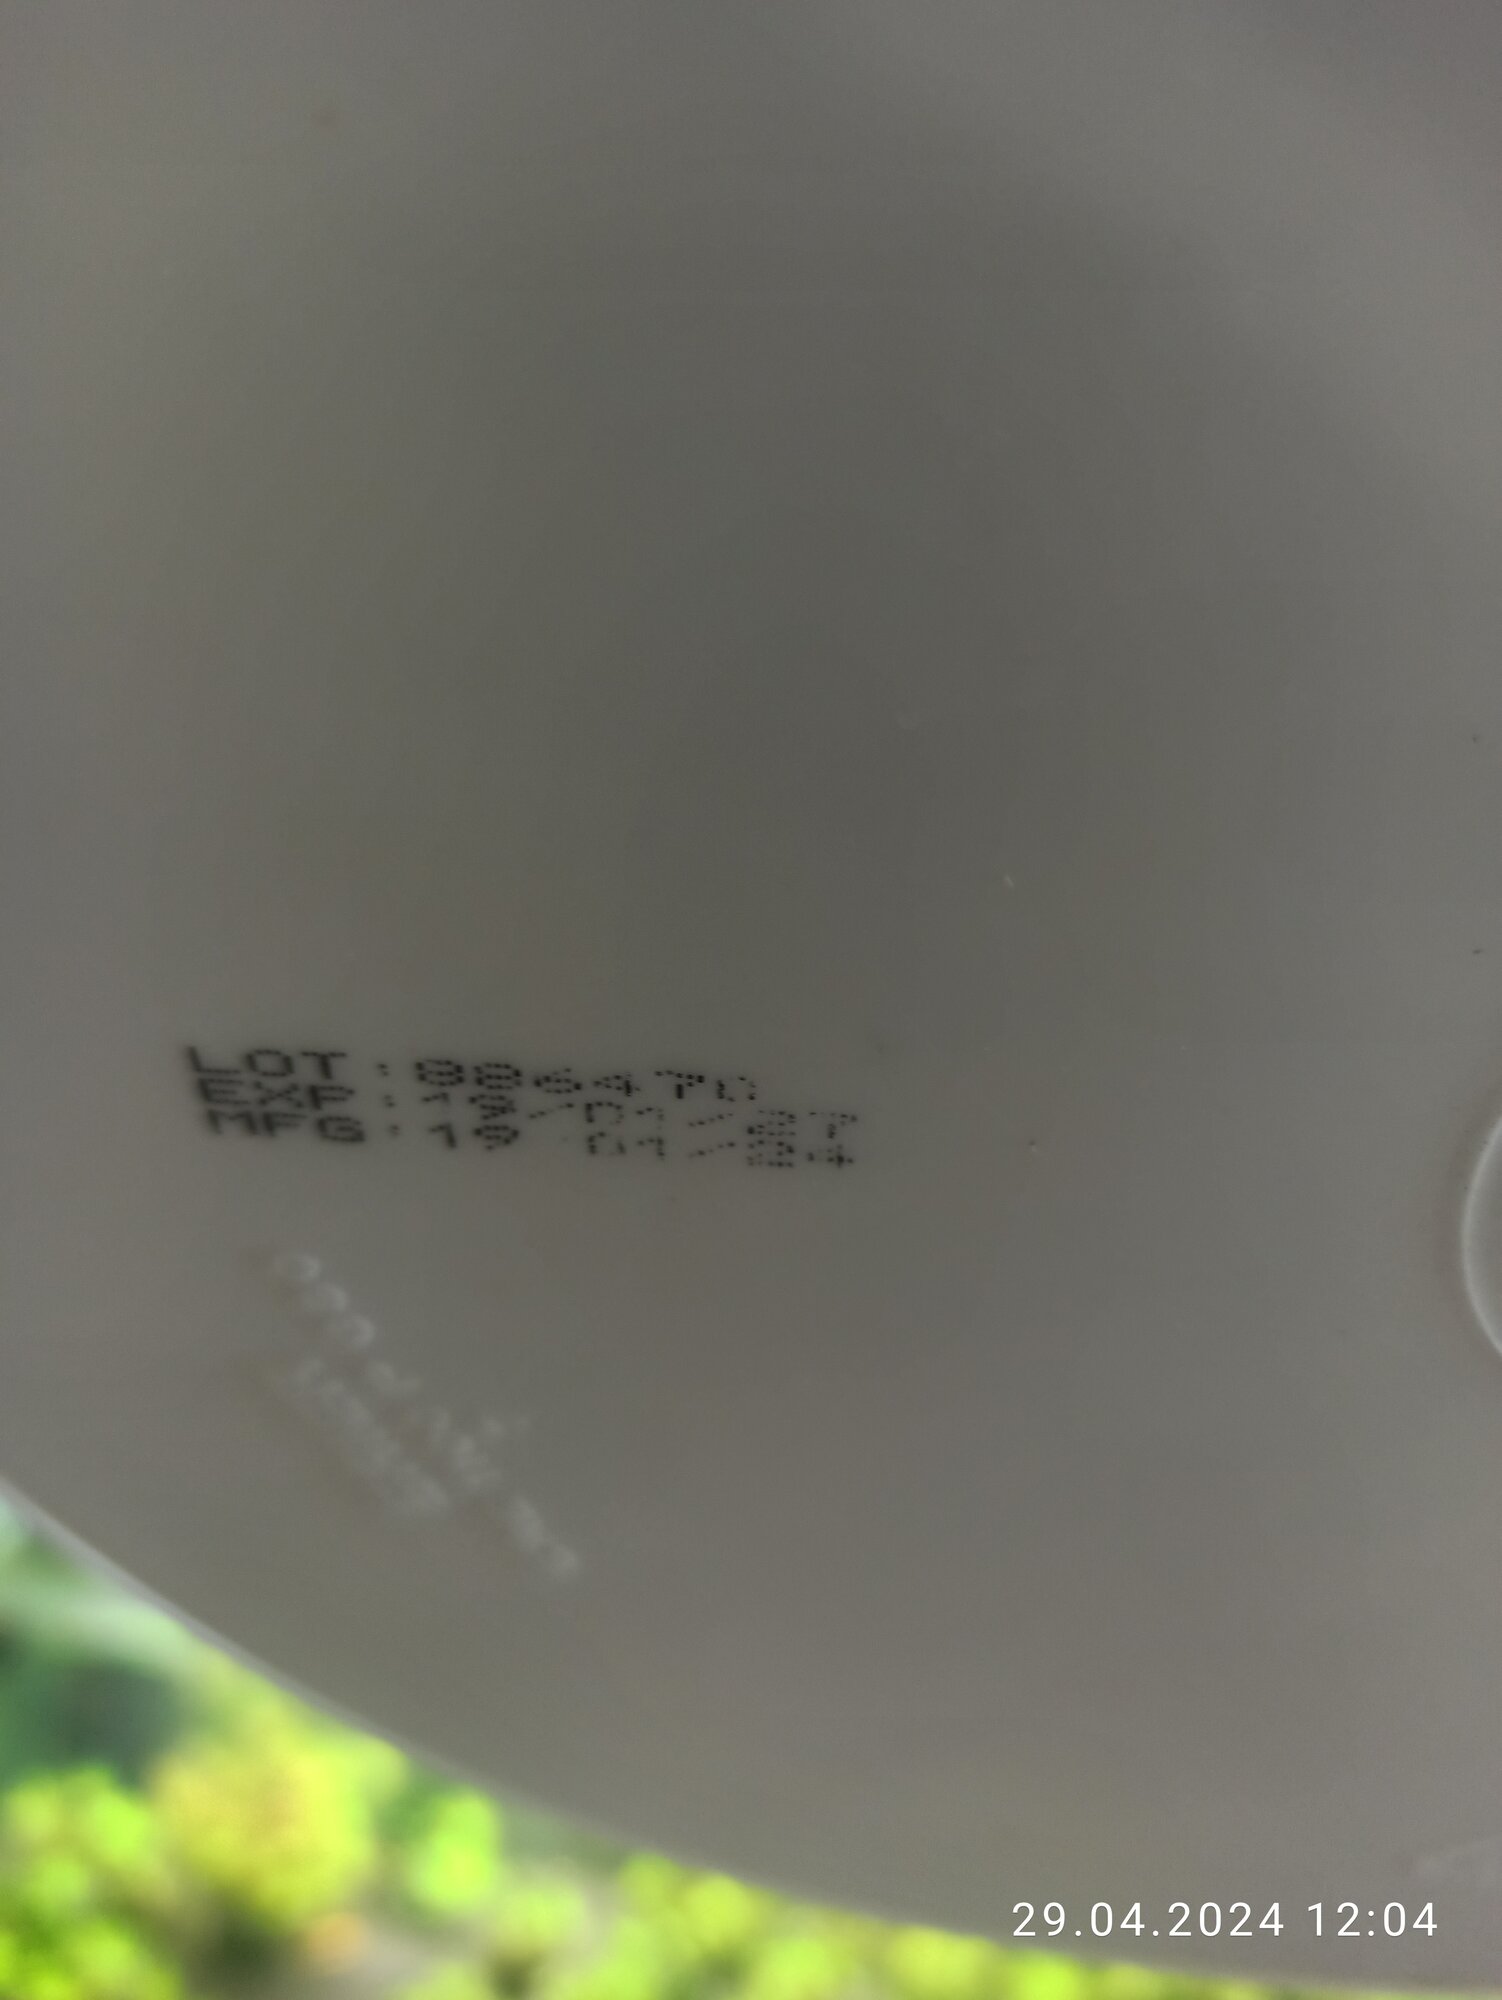 LOT : 886470
EXP : 19/01/27
MFG : 19 01/24
29.04.2024 12:04